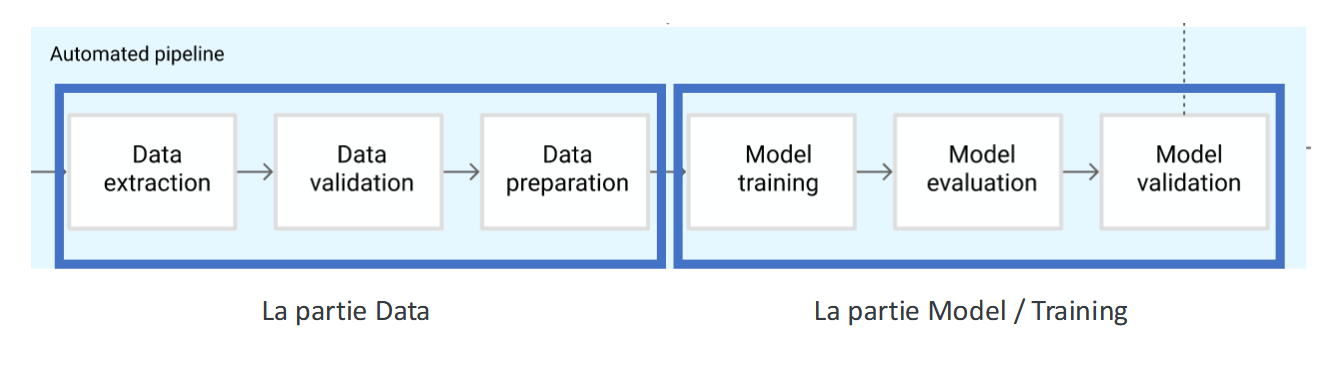 Automated pipeline
Data
extraction
Data
validation
Data
preparation
Model
training
Model
evaluation
Model
validation
La partie Data
La partie Model / Training